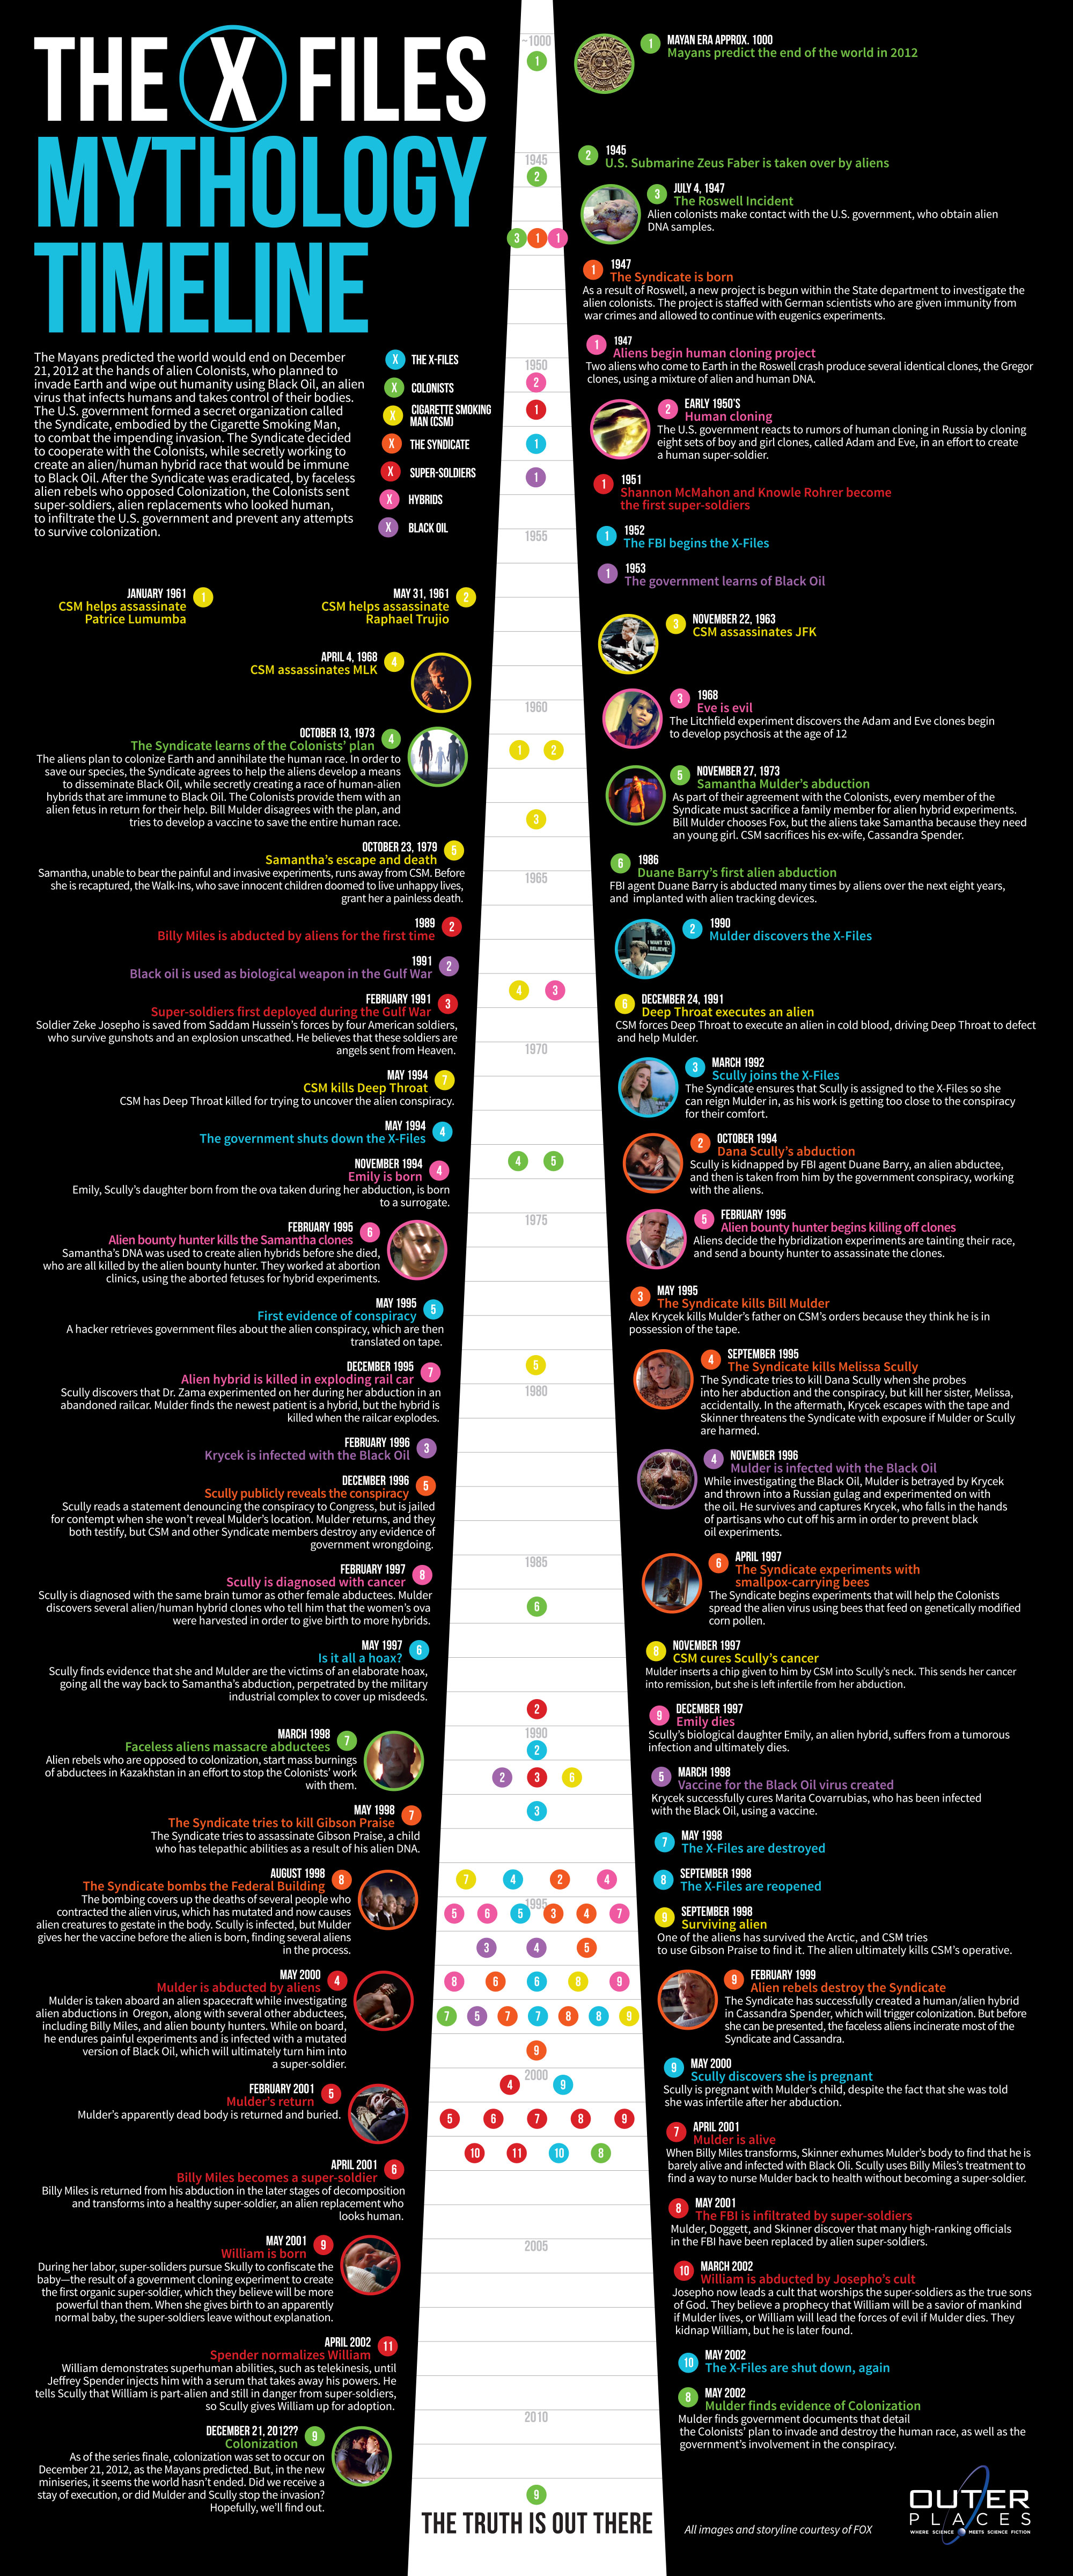 THE X FILES
MYTHOLOGY
TIMELINE
The Mayans predicted the world would end on December
21, 2012 at the hands of alien Colonists, who planned to
invade Earth and wipe out humanity using Black Oil, an alien
virus that infects humans and takes control of their bodies.
The U.S. government formed a secret organization called
the Syndicate, embodied by the Cigarette Smoking Man,
to combat the impending invasion. The Syndicate decided
to cooperate with the Colonists, while secretly working to
create an alien/human hybrid race that would be immune
to Black Oil. After the Syndicate was eradicated, by faceless
alien rebels who opposed Colonization, the Colonists sent
super-soldiers, alien replacements who looked human,
to infiltrate the U.S. government and prevent any attempts
to survive colonization.
X THE X-FILES
X COLONISTS
X CIGARETTE SMOKING
MAN (CSM)
X THE SYNDICATE
X SUPER-SOLDIERS
X HYBRIDS
X BLACK OIL
~1000
1
1945
2
3 1 1
1950
2
1
1
1
1955
1960
1 2
3
1965
4 3
1970
4 5
1975
5
1980
1985
6
2
1990
2
2 3 6
3
7 4 2 4
1995
5 6 5 3 4 7
3 4 5
8 6 6 8 9
7 5 7 7 8 8 9
9
2000
4 9
5 6 7 8 9
10 11 10 8
2005
2010
9
THE TRUTH IS OUT THERE
1 MAYAN ERA APPROX. 1000
Mayans predict the end of the world in 2012
2 1945
U.S. Submarine Zeus Faber is taken over by aliens
3 JULY 4, 1947
The Roswell Incident
Alien colonists make contact with the U.S. government, who obtain alien
DNA samples.
1 1947
The Syndicate is born
As a result of Roswell, a new project is begun within the State department to investigate the
alien colonists. The project is staffed with German scientists who are given immunity from
war crimes and allowed to continue with eugenics experiments.
1 1947
Aliens begin human cloning project
Two aliens who come to Earth in the Roswell crash produce several identical clones, the Gregor
clones, using a mixture of alien and human DNA.
2 EARLY 1950'S
Human cloning
The U.S. government reacts to rumors of human cloning in Russia by cloning
eight sets of boy and girl clones, called Adam and Eve, in an effort to create
a human super-soldier.
1 1951
Shannon McMahon and Knowle Rohrer become
the first super-soldiers
1 1952
The FBI begins the X-Files
1 1953
The government learns of Black Oil
JANUARY 1961 1
CSM helps assassinate
Patrice Lumumba
MAY 31, 1961 2
CSM helps assassinate
Raphael Trujio
3 NOVEMBER 22, 1963
CSM assassinates JFK
APRIL 4, 1968 4
CSM assassinates MLK
3 1968
Eve is evil
The Litchfield experiment discovers the Adam and Eve clones begin
to develop psychosis at the age of 12
OCTOBER 13, 1973 4
The Syndicate learns of the Colonists' plan
The aliens plan to colonize Earth and annihilate the human race. In order to
save our species, the Syndicate agrees to help the aliens develop a means
to disseminate Black Oil, while secretly creating a race of human-alien
hybrids that are immune to Black Oil. The Colonists provide them with an
alien fetus in return for their help. Bill Mulder disagrees with the plan, and
tries to develop a vaccine to save the entire human race.
5 NOVEMBER 27, 1973
Samantha Mulder's abduction
As part of their agreement with the Colonists, every member of the
Syndicate must sacrifice a family member for alien hybrid experiments.
Bill Mulder chooses Fox, but the aliens take Samantha because they need
an young girl. CSM sacrifices his ex-wife, Cassandra Spender.
OCTOBER 23, 1979 5
Samantha's escape and death
Samantha, unable to bear the painful and invasive experiments, runs away from CSM. Before
she is recaptured, the Walk-Ins, who save innocent children doomed to live unhappy lives,
grant her a painless death.
6 1986
Duane Barry's first alien abduction
FBI agent Duane Barry is abducted many times by aliens over the next eight years,
and implanted with alien tracking devices.
1989 2
Billy Miles is abducted by aliens for the first time
2 1990
Mulder discovers the X-Files
I WANT TO
BELIEVE
1991 2
Black oil is used as biological weapon in the Gulf War
FEBRUARY 1991 3
Super-soldiers first deployed during the Gulf War
Soldier Zeke Josepho is saved from Saddam Hussein's forces by four American soldiers,
who survive gunshots and an explosion unscathed. He believes that these soldiers are
angels sent from Heaven.
6 DECEMBER 24, 1991
Deep Throat executes an alien
CSM forces Deep Throat to execute an alien in cold blood, driving Deep Throat to defect
and help Mulder.
3 MARCH 1992
Scully joins the X-Files
The Syndicate ensures that Scully is assigned to the X-Files so she
can reign Mulder in, as his work is getting too close to the conspiracy
for their comfort.
MAY 1994 7
CSM kills Deep Throat
CSM has Deep Throat killed for trying to uncover the alien conspiracy.
MAY 1994 4
The government shuts down the X-Files
2 OCTOBER 1994
Dana Scully's abduction
Scully is kidnapped by FBI agent Duane Barry, an alien abductee,
and then is taken from him by the government conspiracy, working
with the aliens.
NOVEMBER 1994 4
Emily is born
Emily, Scully's daughter born from the ova taken during her abduction, is born
to a surrogate.
5 FEBRUARY 1995
Alien bounty hunter begins killing off clones
Aliens decide the hybridization experiments are tainting their race,
and send a bounty hunter to assassinate the clones.
FEBRUARY 1995 6
Alien bounty hunter kills the Samantha clones
Samantha's DNA was used to create alien hybrids before she died,
who are all killed by the alien bounty hunter. They worked at abortion
clinics, using the aborted fetuses for hybrid experiments.
MAY 1995 5
First evidence of conspiracy
A hacker retrieves government files about the alien conspiracy, which are then
translated on tape.
3 MAY 1995
The Syndicate kills Bill Mulder
Alex Krycek kills Mulder's father on CSM's orders because they think he is in
possession of the tape.
4 SEPTEMBER 1995
The Syndicate kills Melissa Scully
The Syndicate tries to kill Dana Scully when she probes
into her abduction and the conspiracy, but kill her sister, Melissa,
accidentally. In the aftermath, Krycek escapes with the tape and
Skinner threatens the Syndicate with exposure if Mulder or Scully
are harmed.
DECEMBER 1995 7
Alien hybrid is killed in exploding rail car
Scully discovers that Dr. Zama experimented on her during her abduction in an
abandoned railcar. Mulder finds the newest patient is a hybrid, but the hybrid is
killed when the railcar explodes.
FEBRUARY 1996 3
Krycek is infected with the Black Oil
4 NOVEMBER 1996
Mulder is infected with the Black Oil
While investigating the Black Oil, Mulder is betrayed by Krycek
and thrown into a Russian gulag and experimented on with
the oil. He survives and captures Krycek, who falls in the hands
of partisans who cut off his arm in order to prevent black
oil experiments.
DECEMBER 1996 5
Scully publicly reveals the conspiracy
Scully reads a statement denouncing the conspiracy to Congress, but is jailed
for contempt when she won't reveal Mulder's location. Mulder returns, and they
both testify, but CSM and other Syndicate members destroy any evidence of
government wrongdoing.
FEBRUARY 1997 8
Scully is diagnosed with cancer
Scully is diagnosed with the same brain tumor as other female abductees. Mulder
discovers several alien/human hybrid clones who tell him that the women's ova
were harvested in order to give birth to more hybrids.
6 APRIL 1997
The Syndicate experiments with
smallpox-carrying bees
The Syndicate begins experiments that will help the Colonists
spread the alien virus using bees that feed on genetically modified
corn pollen.
MAY 1997 6
Is it all a hoax?
Scully finds evidence that she and Mulder are the victims of an elaborate hoax,
going all the way back to Samantha's abduction, perpetrated by the military
industrial complex to cover up misdeeds.
8 NOVEMBER 1997
CSM cures Scully's cancer
Mulder inserts a chip given to him by CSM into Scully's neck. This sends her cancer
into remission, but she is left infertile from her abduction.
9 DECEMBER 1997
Emily dies
Scully's biological daughter Emily, an alien hybrid, suffers from a tumorous
infection and ultimately dies.
MARCH 1998 7
Faceless aliens massacre abductees
Alien rebels who are opposed to colonization, start mass burnings
of abductees in Kazakhstan in an effort to stop the Colonists' work
with them.
5 MARCH 1998
Vaccine for the Black Oil virus created
Krycek successfully cures Marita Covarrubias, who has been infected
with the Black Oil, using a vaccine.
MAY 1998 7
The Syndicate tries to kill Gibson Praise
The Syndicate tries to assassinate Gibson Praise, a child
who has telepathic abilities as a result of his alien DNA.
7 MAY 1998
The X-Files are destroyed
AUGUST 1998 8
The Syndicate bombs the Federal Building
The bombing covers up the deaths of several people who
contracted the alien virus, which has mutated and now causes
alien creatures to gestate in the body. Scully is infected, but Mulder
gives her the vaccine before the alien is born, finding several aliens
in the process.
8 SEPTEMBER 1998
The X-Files are reopened
9 SEPTEMBER 1998
Surviving alien
One of the aliens has survived the Arctic, and CSM tries
to use Gibson Praise to find it. The alien ultimately kills CSM's operative.
9 FEBRUARY 1999
Alien rebels destroy the Syndicate
The Syndicate has successfully created a human/alien hybrid
in Cassandra Spender, which will trigger colonization. But before
she can be presented, the faceless aliens incinerate most of the
Syndicate and Cassandra.
MAY 2000 4
Mulder is abducted by aliens
Mulder is taken aboard an alien spacecraft while investigating
alien abductions in Oregon, along with several other abductees,
including Billy Miles, and alien bounty hunters. While on board,
he endures painful experiments and is infected with a mutated
version of Black Oil, which will ultimately turn him into
a super-soldier.
9 MAY 2000
Scully discovers she is pregnant
Scully is pregnant with Mulder's child, despite the fact that she was told
she was infertile after her abduction.
FEBRUARY 2001 5
Mulder's return
Mulder's apparently dead body is returned and buried.
7 APRIL 2001
Mulder is alive
When Billy Miles transforms, Skinner exhumes Mulder's body to find that he is
barely alive and infected with Black Oli. Scully uses Billy Miles's treatment to
find a way to nurse Mulder back to health without becoming a super-soldier.
APRIL 2001 6
Billy Miles becomes a super-soldier
Billy Miles is returned from his abduction in the later stages of decomposition
and transforms into a healthy super-soldier, an alien replacement who
looks human.
8 MAY 2001
The FBI is infiltrated by super-soldiers
Mulder, Doggett, and Skinner discover that many high-ranking officials
in the FBI have been replaced by alien super-soldiers.
MAY 2001 9
William is born
During her labor, super-soliders pursue Skully to confiscate the
baby—the result of a government cloning experiment to create
the first organic super-soldier, which they believe will be more
powerful than them. When she gives birth to an apparently
normal baby, the super-soldiers leave without explanation.
10 MARCH 2002
William is abducted by Josepho's cult
Josepho now leads a cult that worships the super-soldiers as the true sons
of God. They believe a prophecy that William will be a savior of mankind
if Mulder lives, or William will lead the forces of evil if Mulder dies. They
kidnap William, but he is later found.
APRIL 2002 11
Spender normalizes William
William demonstrates superhuman abilities, such as telekinesis, until
Jeffrey Spender injects him with a serum that takes away his powers. He
tells Scully that William is part-alien and still in danger from super-soldiers,
so Scully gives William up for adoption.
10 MAY 2002
The X-Files are shut down, again
8 MAY 2002
Mulder finds evidence of Colonization
Mulder finds government documents that detail
the Colonists' plan to invade and destroy the human race, as well as the
government's involvement in the conspiracy.
DECEMBER 21, 2012?? 9
Colonization
As of the series finale, colonization was set to occur on
December 21, 2012, as the Mayans predicted. But, in the new
miniseries, it seems the world hasn't ended. Did we receive a
stay of execution, or did Mulder and Scully stop the invasion?
Hopefully, we'll find out.
All images and storyline courtesy of FOX
OUTER
PLACES
WHERE SCIENCE MEETS SCIENCE FICTION